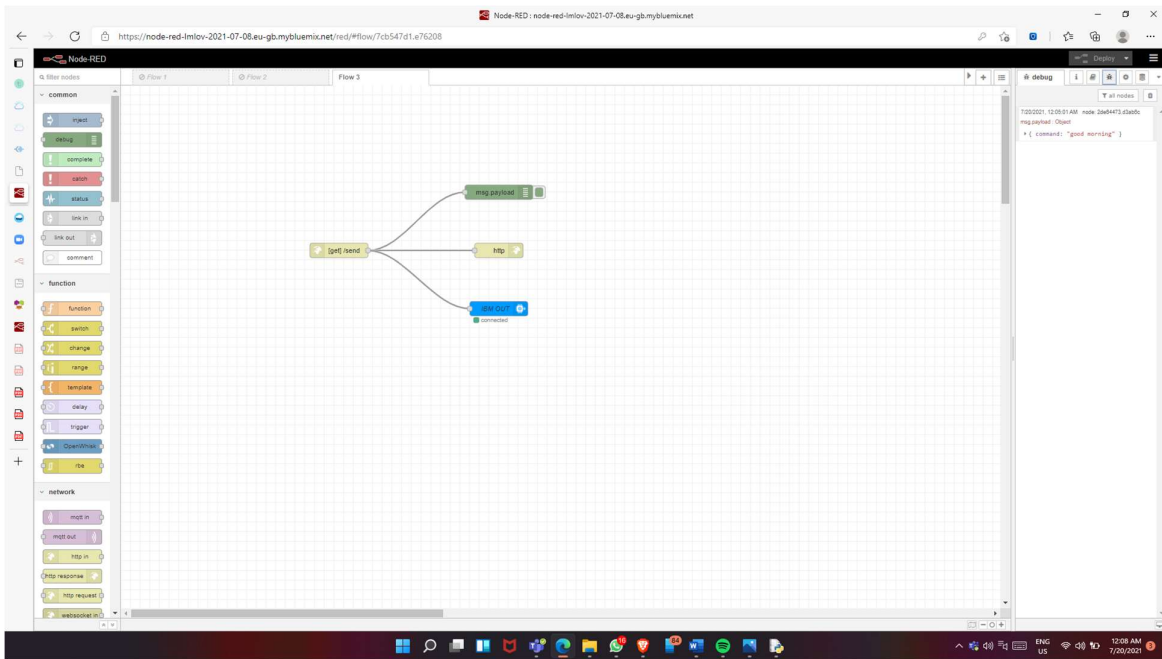 Node-RED : node-red-lmlov-2021-07-08.eu-gb.mybluemix.net
https://node-red-lmlov-2021-07-08.eu-gb.mybluemix.net/red/#flow/7cb547d1.e76208
Node-RED
Deploy
filter nodes
Flow 1
Flow 2
Flow 3
debug
all nodes
common
inject
debug
complete
catch
status
link in
link out
comment
function
function
switch
change
range
template
delay
trigger
OpenWhisk
rbe
network
mqtt in
mqtt out
http in
http response
http request
websocket in
msg.payload
[get] /send
http
IBM OUT
connected
7/20/2021, 12:05:01 AM node: 2de84473.d3ab8c
msg.payload : Object
{ command: "good morning" }
64
ENG
US
12:08 AM
7/20/2021